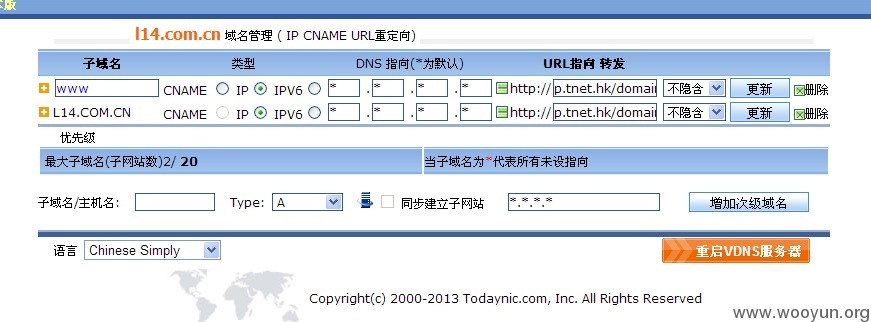 本版
l14.com.cn 域名管理 ( IP CNAME URL重定向)
子域名 类型 DNS 指向(*为默认) URL指向 转发
www CNAME IP IPV6 * . * . * . * http:// p.tnet.hk/domai 不隐含 更新 删除
L14.COM.CN CNAME IP IPV6 * . * . * . * http:// p.tnet.hk/domai 不隐含 更新 删除
优先级
最大子域名(子网站数)2/ 20 当子域名为*代表所有未设指向
子域名/主机名: Type: A 同步建立子网站 *.*.*.* 增加次级域名
语言 Chinese Simply 重启VDNS服务器
Copyright(c) 2000-2013 Todaynic.com, Inc. All Rights Reserved
www.wooyun.org